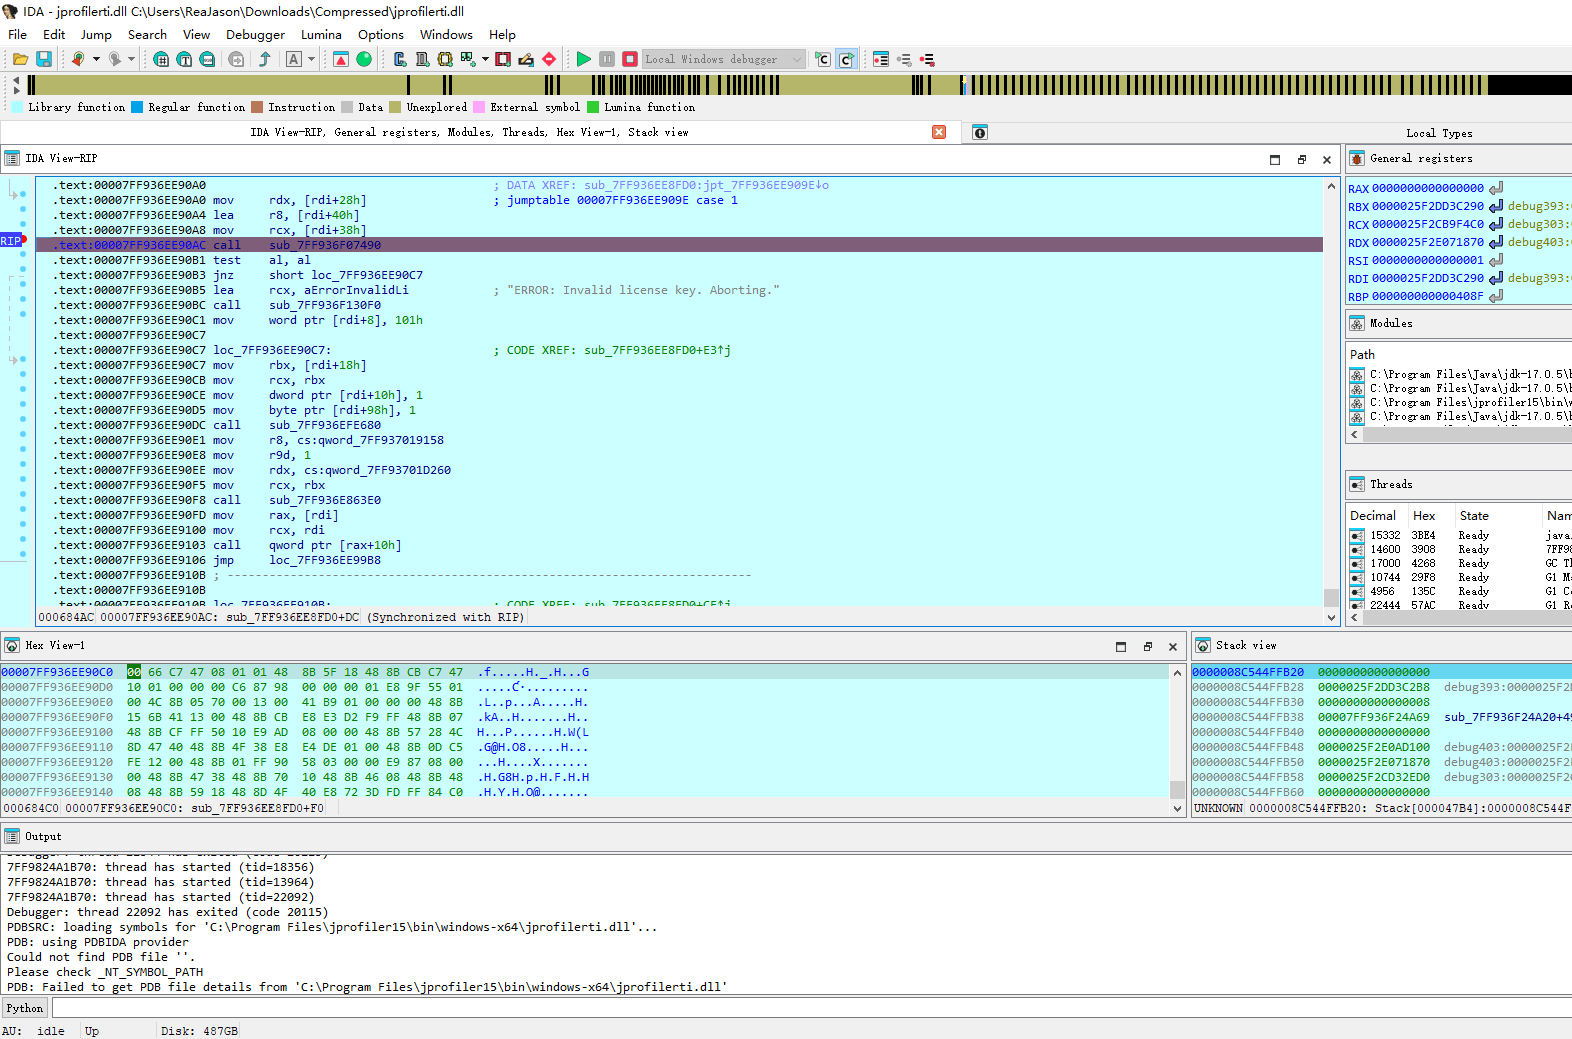 IDA - jprofilerti.dll C:\Users\ReaJason\Downloads\Compressed\jprofilerti.dll
File Edit Jump Search View Debugger Lumina Options Windows Help
Local Windows debugger
Library function Regular function Instruction Data Unexplored External symbol Lumina function
IDA View-RIP, General registers, Modules, Threads, Hex View-1, Stack view
Local Types
IDA View-RIP
.text:00007FF936EE90A0 ; DATA XREF: sub_7FF936EE8FD0:jpt_7FF936EE909E↓o
.text:00007FF936EE90A0 mov rdx, [rdi+28h] ; jumptable 00007FF936EE909E case 1
.text:00007FF936EE90A4 lea r8, [rdi+40h]
.text:00007FF936EE90A8 mov rcx, [rdi+38h]
RIP
.text:00007FF936EE90AC call sub_7FF936F07490
.text:00007FF936EE90B1 test al, al
.text:00007FF936EE90B3 jnz short loc_7FF936EE90C7
.text:00007FF936EE90B5 lea rcx, aErrorInvalidLi ; "ERROR: Invalid license key. Aborting."
.text:00007FF936EE90BC call sub_7FF936F130F0
.text:00007FF936EE90C1 mov word ptr [rdi+8], 101h
.text:00007FF936EE90C7
.text:00007FF936EE90C7 loc_7FF936EE90C7: ; CODE XREF: sub_7FF936EE8FD0+E3↑j
.text:00007FF936EE90C7 mov rbx, [rdi+18h]
.text:00007FF936EE90CB mov rcx, rbx
.text:00007FF936EE90CE mov dword ptr [rdi+10h], 1
.text:00007FF936EE90D5 mov byte ptr [rdi+98h], 1
.text:00007FF936EE90DC call sub_7FF936EFE680
.text:00007FF936EE90E1 mov r8, cs:qword_7FF937019158
.text:00007FF936EE90E8 mov r9d, 1
.text:00007FF936EE90EE mov rdx, cs:qword_7FF93701D260
.text:00007FF936EE90F5 mov rcx, rbx
.text:00007FF936EE90F8 call sub_7FF936E863E0
.text:00007FF936EE90FD mov rax, [rdi]
.text:00007FF936EE9100 mov rcx, rdi
.text:00007FF936EE9103 call qword ptr [rax+10h]
.text:00007FF936EE9106 jmp loc_7FF936EE99B8
.text:00007FF936EE910B ; ---------------------------------------------------------------------------
.text:00007FF936EE910B
.text:00007FF936EE910B loc_7FF936EE910B: ; CODE XREF: sub_7FF936EE8FD0+CE↑j
000684AC 00007FF936EE90AC: sub_7FF936EE8FD0+DC (Synchronized with RIP)
General registers
RAX 0000000000000000
RBX 0000025F2DD3C290 debug393:
RCX 0000025F2CB9F4C0 debug303:
RDX 0000025F2E071870 debug403:
RSI 0000000000000001
RDI 0000025F2DD3C290 debug393:
RBP 000000000000408F
Modules
Path
C:\Program Files\Java\jdk-17.0.5\b
C:\Program Files\Java\jdk-17.0.5\b
C:\Program Files\jprofiler15\bin\w
C:\Program Files\Java\jdk-17.0.5\b
Threads
Decimal Hex State Nam
15332 3BE4 Ready java
14600 3908 Ready 7FF98
17000 4268 Ready GC Th
10744 29F8 Ready G1 Ma
4956 135C Ready G1 Co
22444 57AC Ready G1 Re
Hex View-1
00007FF936EE90C0 00 66 C7 47 08 01 01 48 8B 5F 18 48 8B CB C7 47 .f.....H._.H...G
00007FF936EE90D0 10 01 00 00 00 C6 87 98 00 00 00 01 E8 9F 55 01
00007FF936EE90E0 00 4C 8B 05 70 00 13 00 41 B9 01 00 00 00 48 8B .L..p...A.....H.
00007FF936EE90F0 15 6B 41 13 00 48 8B CB E8 E3 D2 F9 FF 48 8B 07 .kA..H.......H..
00007FF936EE9100 48 8B CF FF 50 10 E9 AD 08 00 00 48 8B 57 28 4C H...P......H.W(L
00007FF936EE9110 8D 47 40 48 8B 4F 38 E8 E4 DE 01 00 48 8B 0D C5 .G@H.O8.....H...
00007FF936EE9120 FE 12 00 48 8B 01 FF 90 58 03 00 00 E9 87 08 00 ...H....X.......
00007FF936EE9130 00 48 8B 47 38 48 8B 70 10 48 8B 46 08 48 8B 48 .H.G8H.p.H.F.H.H
00007FF936EE9140 08 48 8B 59 18 48 8D 4F 40 E8 72 3D FD FF 84 C0 .H.Y.H.O@.......
000684C0 00007FF936EE90C0: sub_7FF936EE8FD0+F0
Stack view
0000008C544FFB20 0000000000000000
0000008C544FFB28 0000025F2DD3C2B8 debug393:0000025F2D
0000008C544FFB30 0000000000000008
0000008C544FFB38 00007FF936F24A69 sub_7FF936F24A20+49
0000008C544FFB40 0000000000000000
0000008C544FFB48 0000025F2E0AD100 debug403:0000025F2E
0000008C544FFB50 0000025F2E071870 debug403:0000025F2E
0000008C544FFB58 0000025F2CD32ED0 debug303:0000025F2C
0000008C544FFB60 0000000000000000
UNKNOWN 0000008C544FFB20: Stack[000047B4]:0000008C544F
Output
7FF9824A1B70: thread has started (tid=18356)
7FF9824A1B70: thread has started (tid=13964)
7FF9824A1B70: thread has started (tid=22092)
Debugger: thread 22092 has exited (code 20115)
PDBSRC: loading symbols for 'C:\Program Files\jprofiler15\bin\windows-x64\jprofilerti.dll'...
PDB: using PDBIDA provider
Could not find PDB file ''.
Please check _NT_SYMBOL_PATH
PDB: Failed to get PDB file details from 'C:\Program Files\jprofiler15\bin\windows-x64\jprofilerti.dll'
Python
AU: idle Up Disk: 487GB